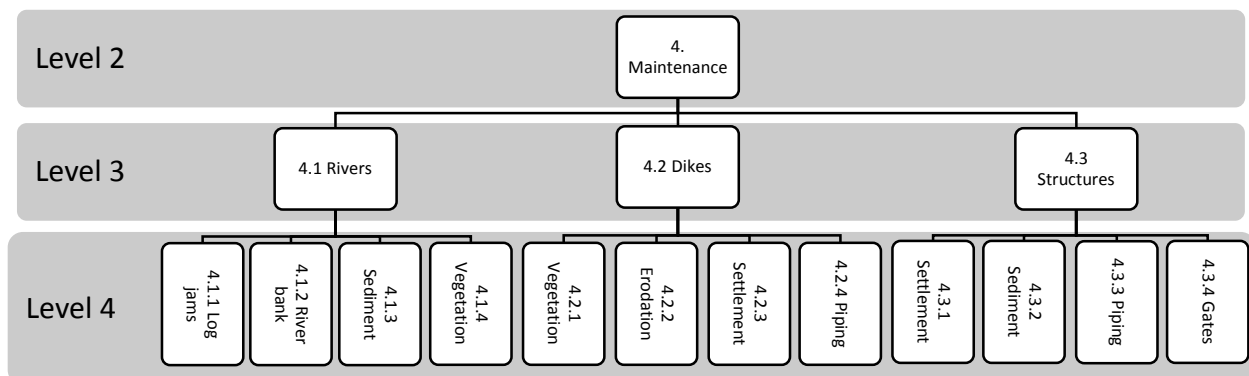 Level 2
4.
Maintenance
Level 3
4.1 Rivers
4.2 Dikes
4.3
Structures
Level 4
4.1.1 Log
jams
4.1.2 River
bank
4.1.3
Sediment
4.1.4
Vegetation
4.2.1
Vegetation
4.2.2
Erodation
4.2.3
Settlement
4.2.4 Piping
4.3.1
Settlement
4.3.2
Sediment
4.3.3 Piping
4.3.4 Gates